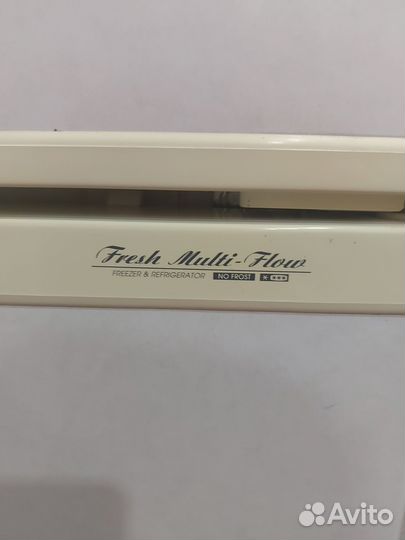 Fresh Multi-Flow
FREEZER & REFRIGERATOR NO FROST
Avito